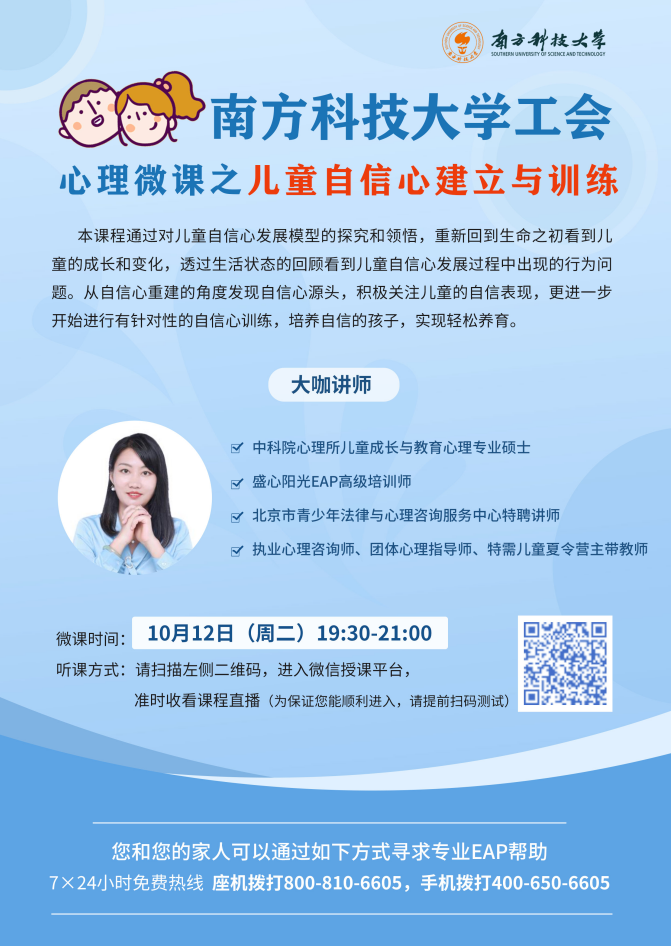 南方科技大学
SOUTHERN UNIVERSITY OF SCIENCE AND TECHNOLOGY
南方科技大学工会
心理微课之儿童自信心建立与训练
本课程通过对儿童自信心发展模型的探究和领悟，重新回到生命之初看到儿
童的成长和变化，透过生活状态的回顾看到儿童自信心发展过程中出现的行为问
题。从自信心重建的角度发现自信心源头，积极关注儿童的自信表现，更进一步
开始进行有针对性的自信心训练，培养自信的孩子，实现轻松养育。
大咖讲师
中科院心理所儿童成长与教育心理专业硕士
盛心阳光EAP高级培训师
北京市青少年法律与心理咨询服务中心特聘讲师
执业心理咨询师、团体心理指导师、特需儿童夏令营主带教师
微课时间：10月12日（周二）19:30-21:00
听课方式：请扫描左侧二维码，进入微信授课平台，
准时收看课程直播（为保证您能顺利进入，请提前扫码测试）
您和您的家人可以通过如下方式寻求专业EAP帮助
7×24小时免费热线 座机拨打800-810-6605，手机拨打400-650-6605